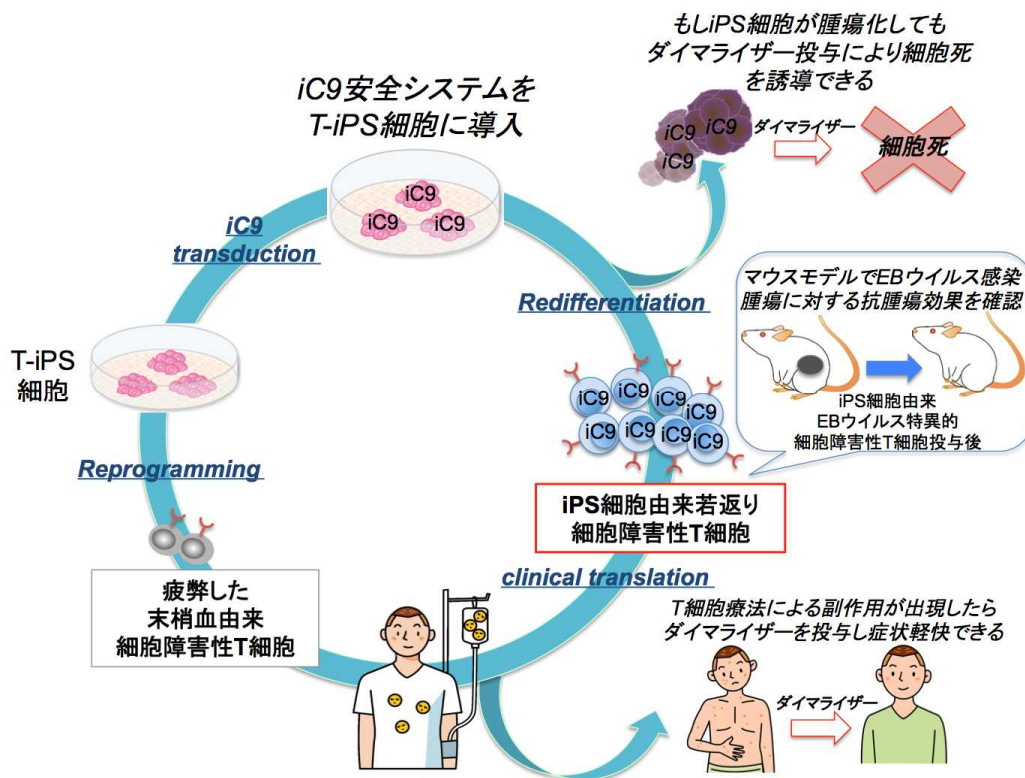 もしiPS細胞が腫瘍化しても
ダイマライザー投与により細胞死
を誘導できる
iC9
iC9
iC9
ダイマライザー
細胞死
iC9安全システムを
T-iPS細胞に導入
iC9
iC9
iC9
iC9
transduction
Redifferentiation
マウスモデルでEBウイルス感染
腫瘍に対する抗腫瘍効果を確認
iPS細胞由来
EBウイルス特異的
細胞障害性T細胞投与後
T-iPS
細胞
iC9
iC9
iC9
iC9
iC9
iC9
iC9
iC9
Reprogramming
iPS細胞由来若返り
細胞障害性T細胞
疲弊した
末梢血由来
細胞障害性T細胞
clinical translation
T細胞療法による副作用が出現したら
ダイマライザーを投与し症状軽快できる
ダイマライザー